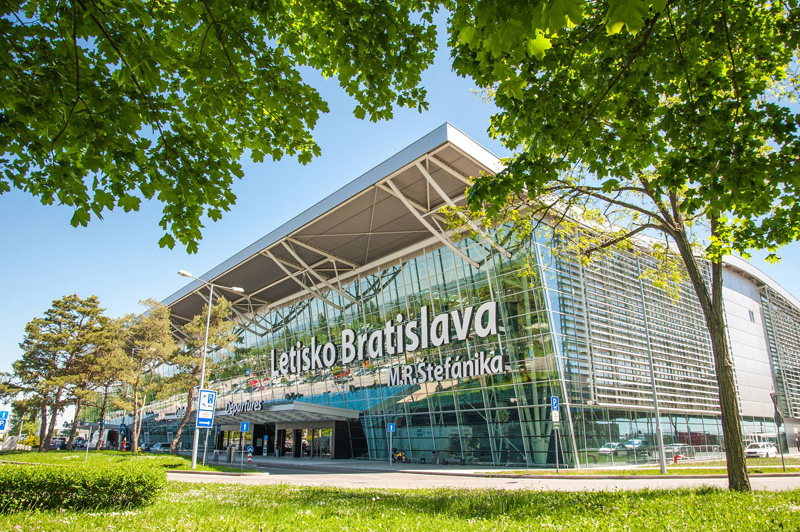 Letisko Bratislava
M.R.Štefánika
Departures